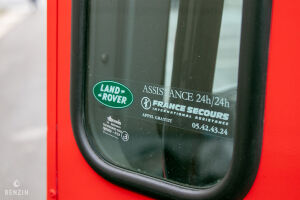 LAND
ROVER
ASSISTANCE 24h/24h
FRANCE SECOURS
INTERNATIONAL ASSISTANCE
APPEL GRATUIT
05.42.43.24
BENZIN